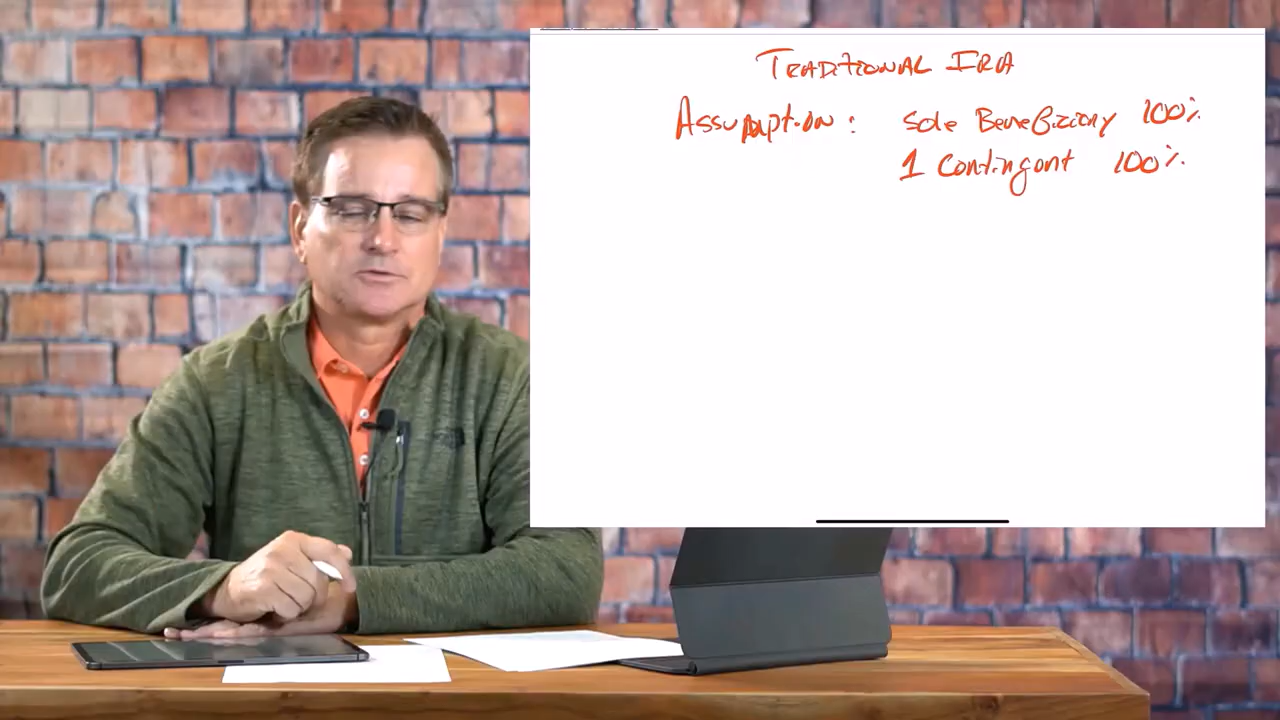 TRADITIONAL IRA
Assumption: sole Beneficiary 100%
1 Contingent 100%